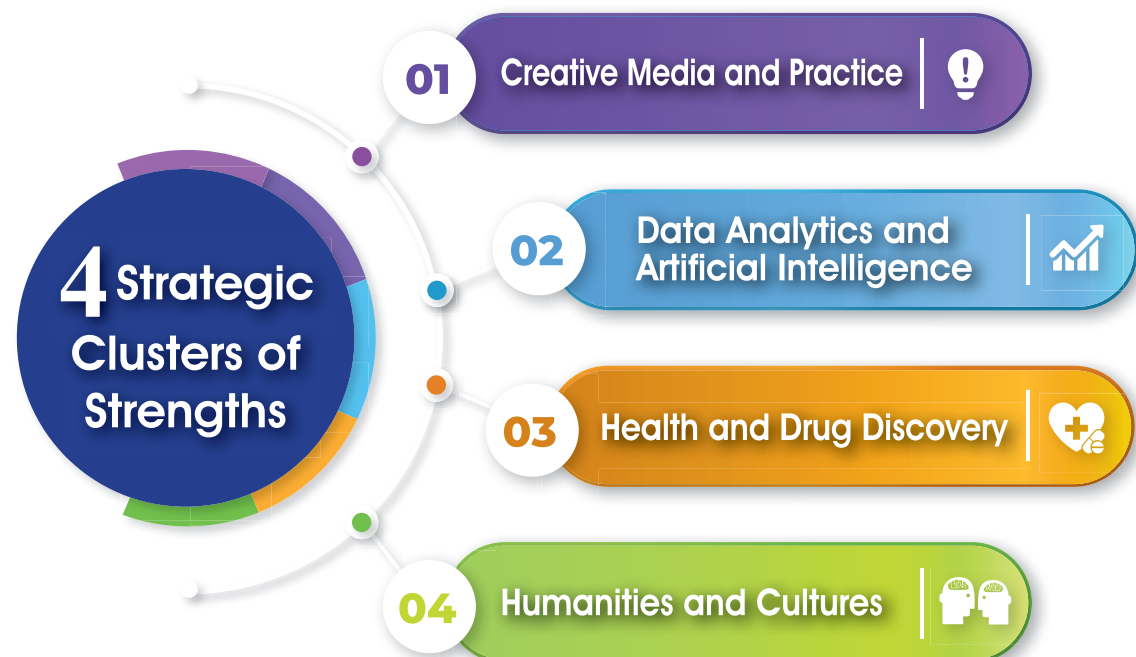 4 Strategic
Clusters of
Strengths
01
Creative Media and Practice
02
Data Analytics and
Artificial Intelligence
03
Health and Drug Discovery
04
Humanities and Cultures